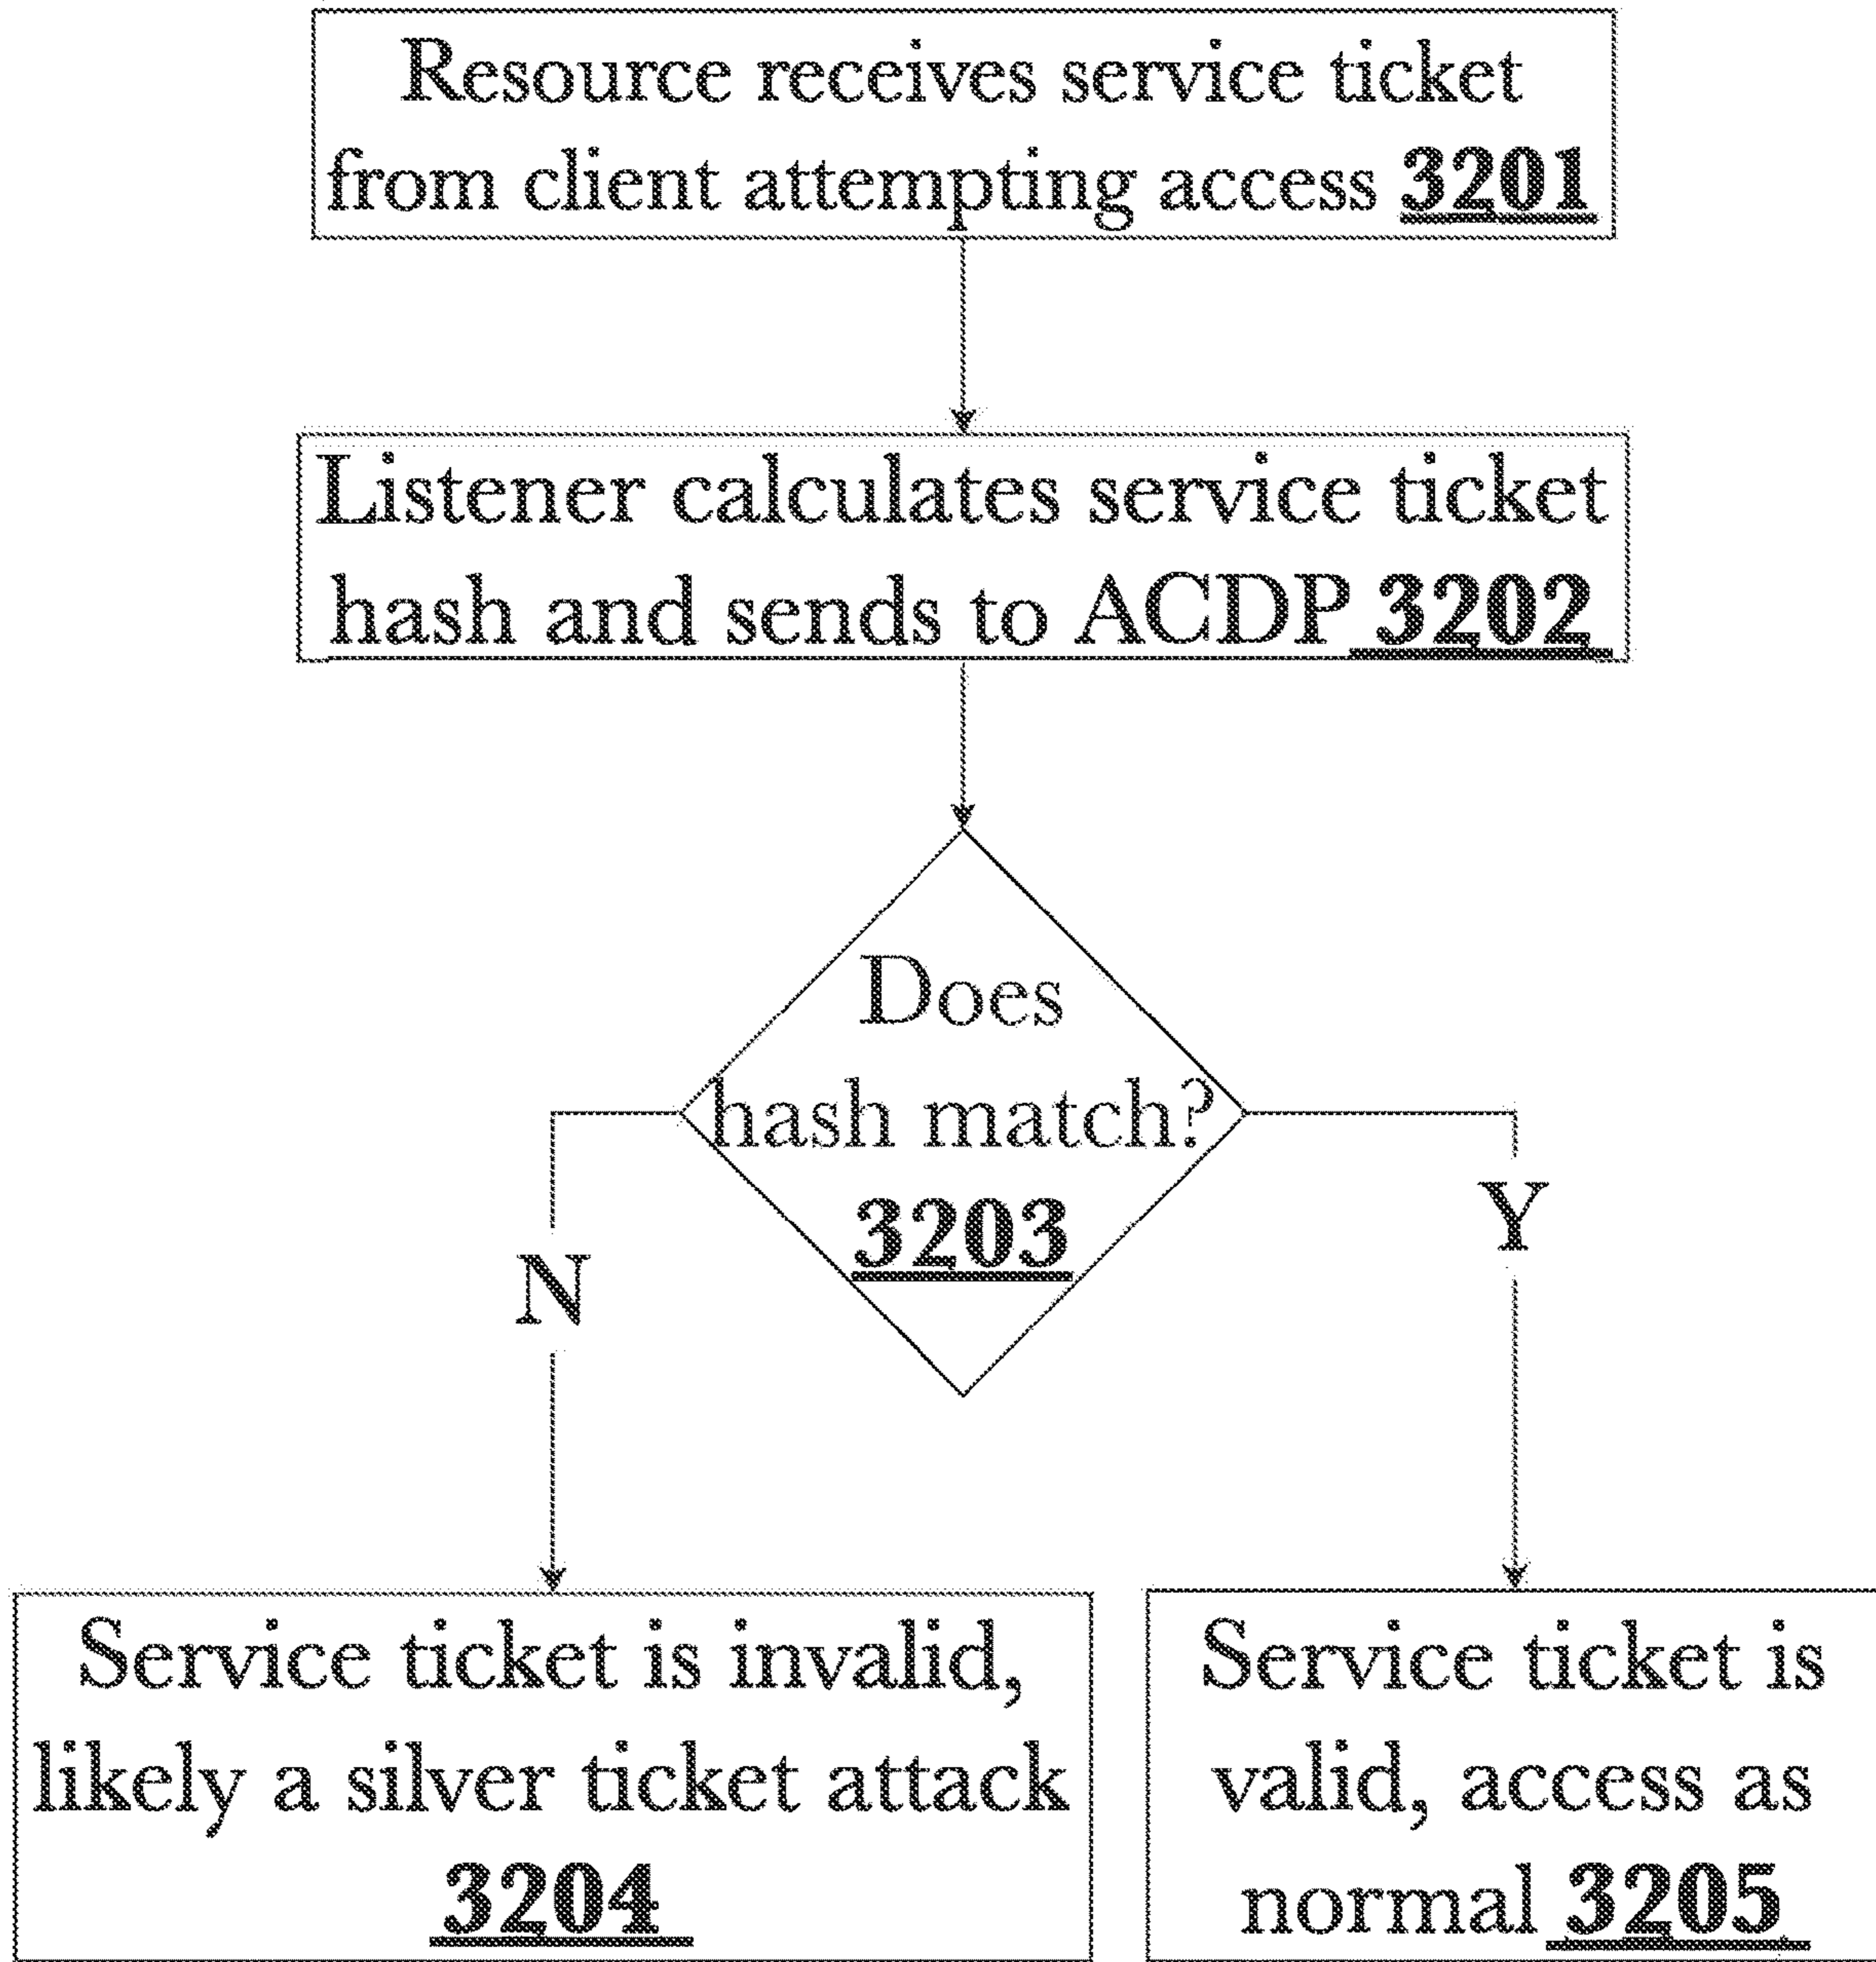 Resource receives service ticket
from client attempting access 3201
Listener calculates service ticket
hash and sends to ACDP 3202
Does
hash match?
3203
N
Y
Service ticket is invalid,
likely a silver ticket attack
3204
Service ticket is
valid, access as
normal 3205